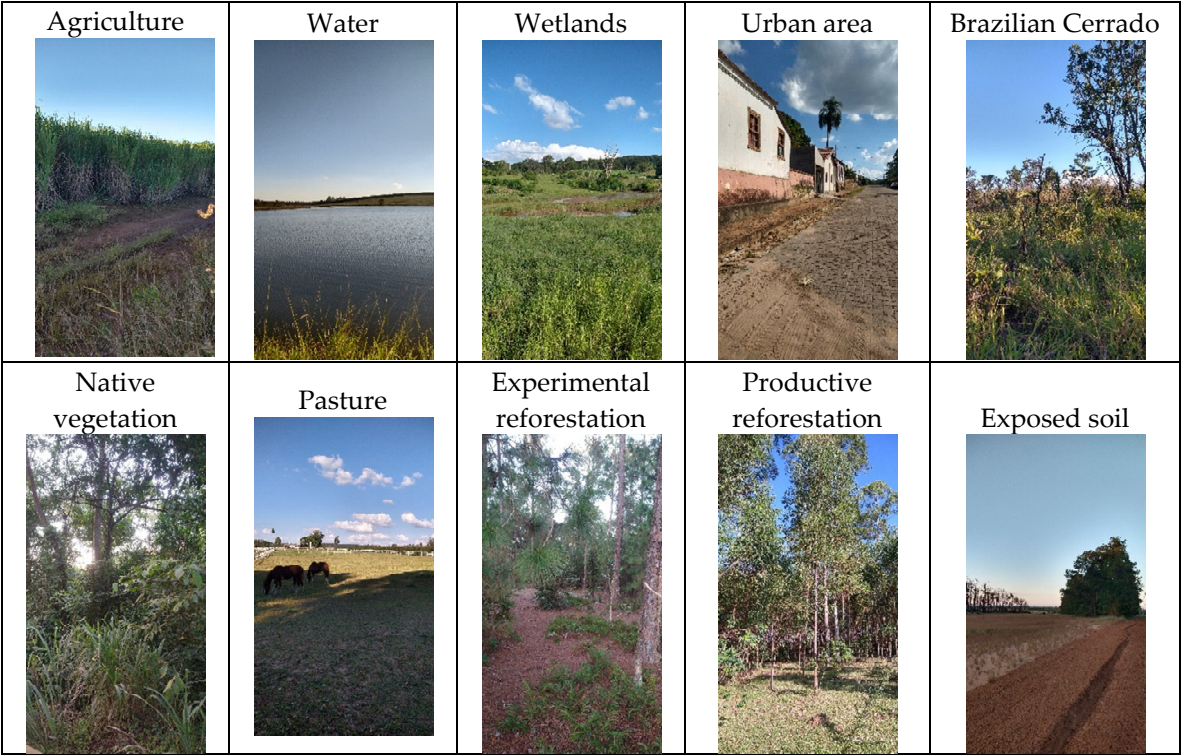 Agriculture
Water
Wetlands
Urban area
Brazilian Cerrado
Native
vegetation
Pasture
Experimental
reforestation
Productive
reforestation
Exposed soil